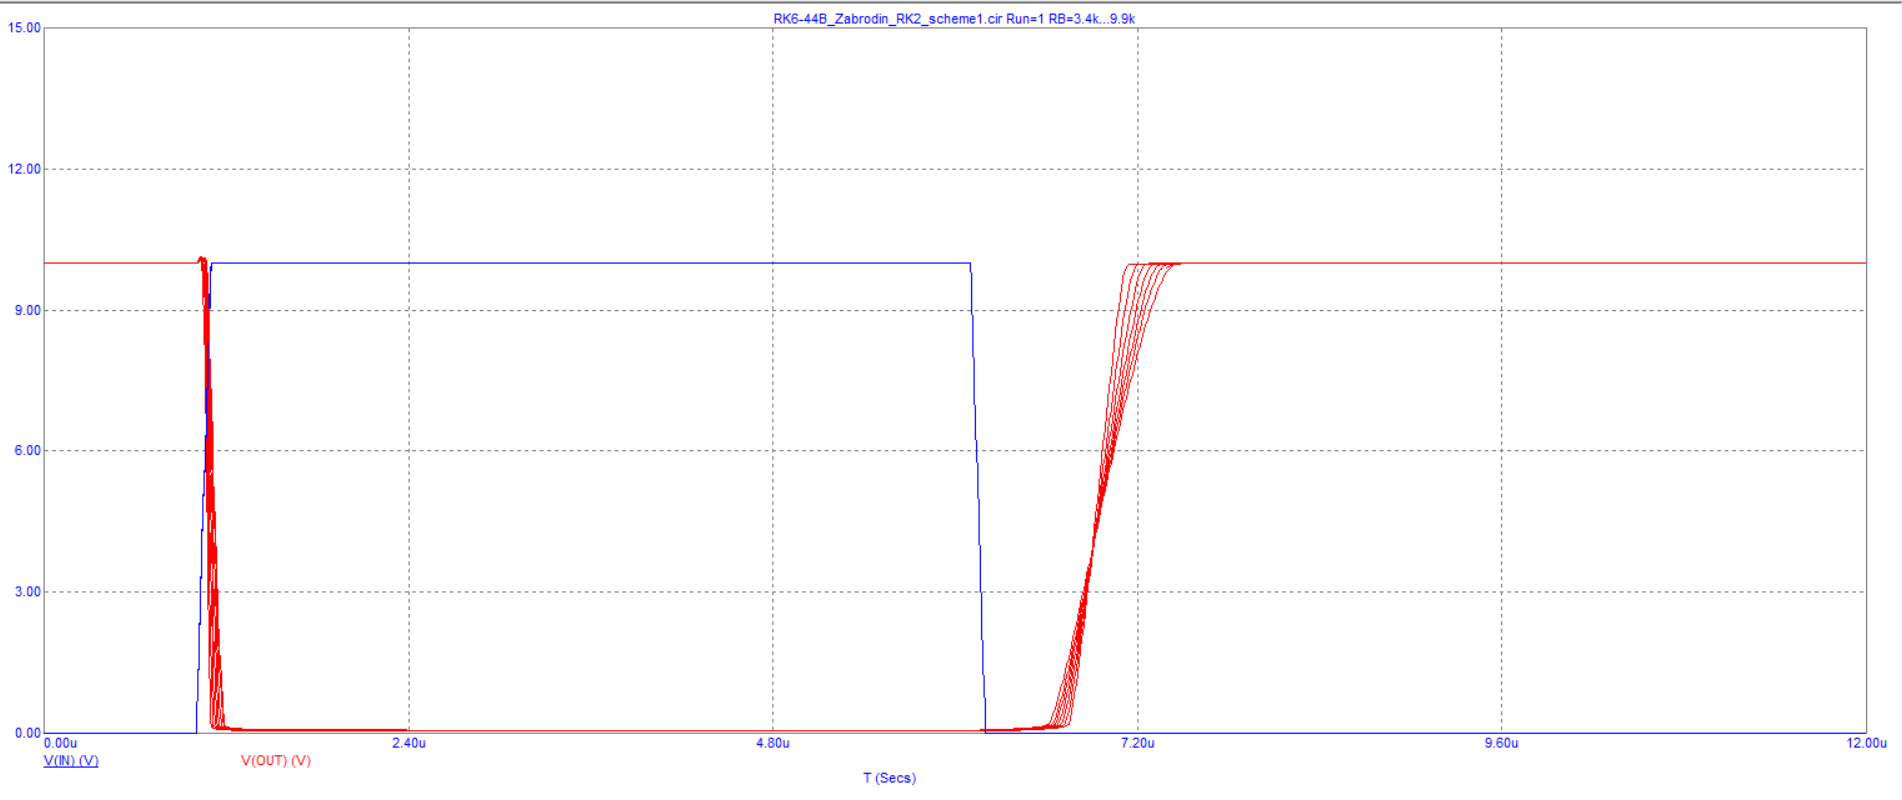 RK6-44B_Zabrodin_RK2_scheme1.cir Run=1 RB=3.4k...9.9k
15.00
12.00
9.00
6.00
3.00
0.00
0.00u 2.40u 4.80u 7.20u 9.60u 12.00u
V(IN) (V) V(OUT) (V)
T (Secs)